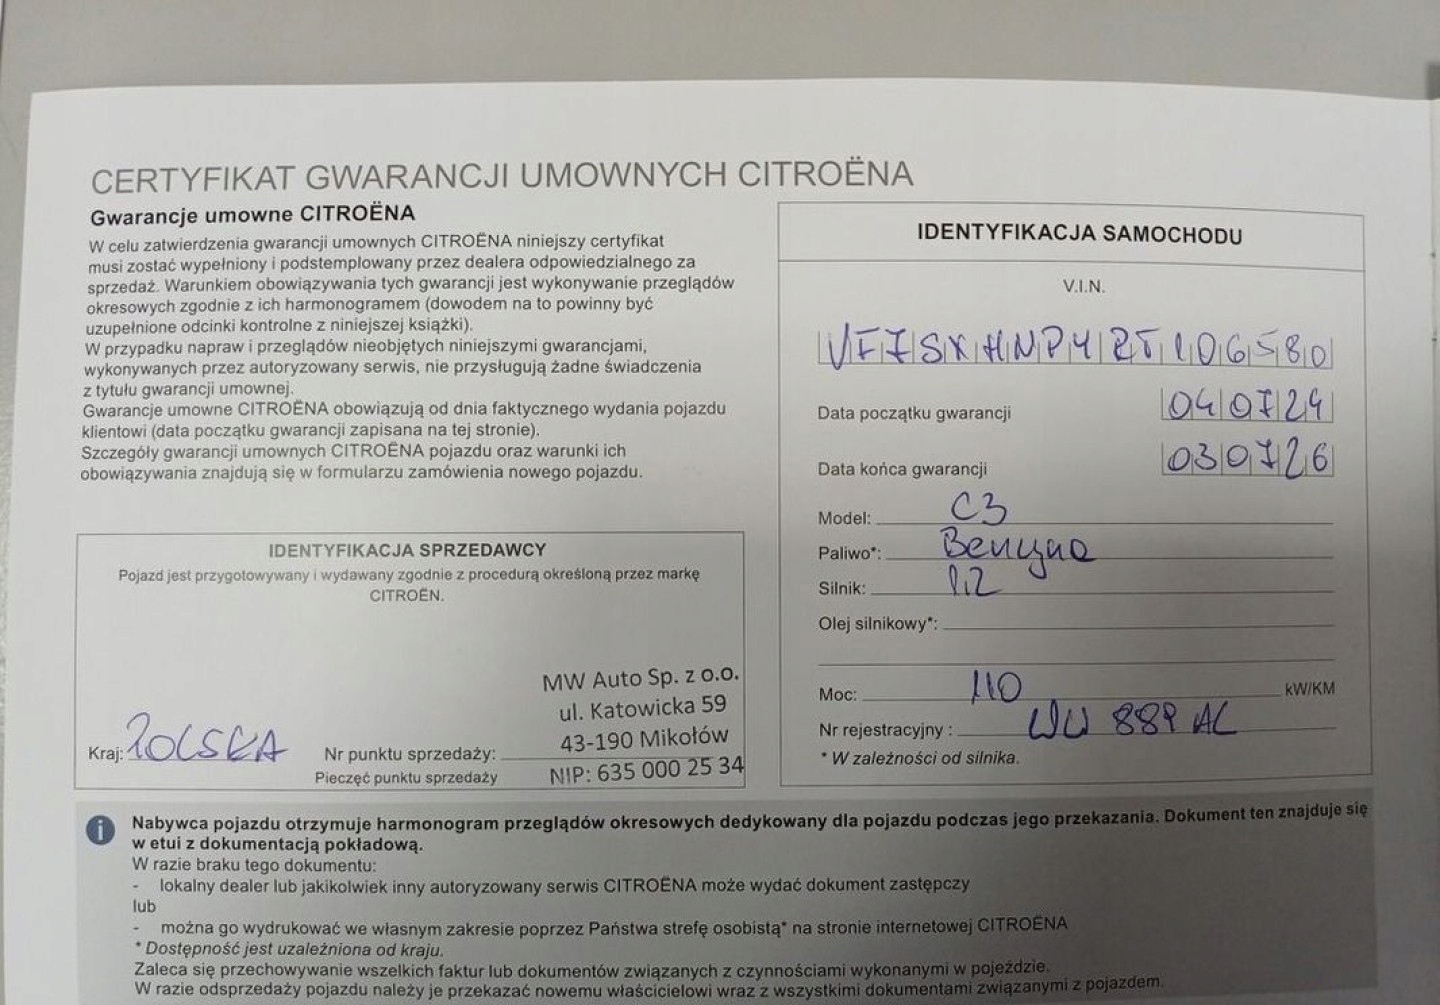 CERTYFIKAT GWARANCJI UMOWNYCH CITROËNA
Gwarancje umowne CITROËNA
W celu zatwierdzenia gwarancji umownych CITROËNA niniejszy certyfikat
musi zostać wypełniony i podstemplowany przez dealera odpowiedzialnego za
sprzedaż. Warunkiem obowiązywania tych gwarancji jest wykonywanie przeglądów
okresowych zgodnie z ich harmonogramem (dowodem na to powinny być
uzupełnione odcinki kontrolne z niniejszej książki).
W przypadku napraw i przeglądów nieobjętych niniejszymi gwarancjami,
wykonywanych przez autoryzowany serwis, nie przysługują żadne świadczenia
z tytułu gwarancji umownej.
Gwarancje umowne CITROËNA obowiązują od dnia faktycznego wydania pojazdu
klientowi (data początku gwarancji zapisana na tej stronie).
Szczegóły gwarancji umownych CITROËNA pojazdu oraz warunki ich
obowiązywania znajdują się w formularzu zamówienia nowego pojazdu.
IDENTYFIKACJA SPRZEDAWCY
Pojazd jest przygotowywany i wydawany zgodnie z procedurą określoną przez markę
CITROËN.
MW Auto Sp. z o.o.
ul. Katowicka 59
43-190 Mikołów
NIP: 635 000 25 34
Kraj: POLSKA
Nr punktu sprzedaży:
Pieczęć punktu sprzedaży
IDENTYFIKACJA SAMOCHODU
V.I.N.
VF7SXHNPYRT106580
Data początku gwarancji 040724
Data końca gwarancji 030726
Model: C3
Paliwo*: Benzyna
Silnik: 1.2
Olej silnikowy*:
Moc: 110 kW/KM
Nr rejestracyjny : WU 889 AL
* W zależności od silnika.
i Nabywca pojazdu otrzymuje harmonogram przeglądów okresowych dedykowany dla pojazdu podczas jego przekazania. Dokument ten znajduje się
w etui z dokumentacją pokładową.
W razie braku tego dokumentu:
- lokalny dealer lub jakikolwiek inny autoryzowany serwis CITROËNA może wydać dokument zastępczy
lub
- można go wydrukować we własnym zakresie poprzez Państwa strefę osobistą* na stronie internetowej CITROËNA
* Dostępność jest uzależniona od kraju.
Zaleca się przechowywanie wszelkich faktur lub dokumentów związanych z czynnościami wykonanymi w pojeździe.
W razie odsprzedaży pojazdu należy je przekazać nowemu właścicielowi wraz z wszystkimi dokumentami związanymi z pojazdem.